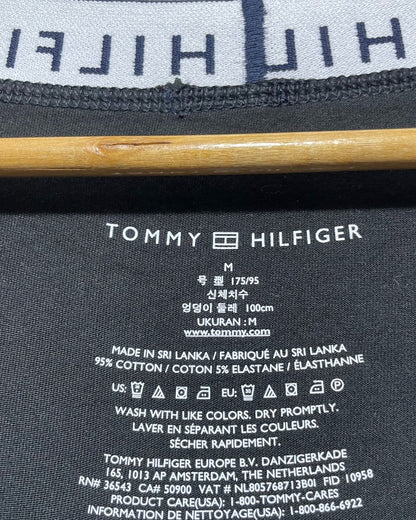 HILFI
HILFI
TOMMY HILFIGER
M
号型 175/95
신체치수
엉덩이 둘레 100cm
UKURAN : M
www.tommy.com
MADE IN SRI LANKA / FABRIQUÉ AU SRI LANKA
95% COTTON / COTON 5% ELASTANE / ÉLASTHANNE
US: EU:
WASH WITH LIKE COLORS. DRY PROMPTLY.
LAVER EN SÉPARANT LES COULEURS.
SÉCHER RAPIDEMENT.
TOMMY HILFIGER EUROPE B.V. DANZIGERKADE
165, 1013 AP AMSTERDAM, THE NETHERLANDS
RN# 36543 CA# 50900 VAT # NL805768713B01 FID 10958
PRODUCT CARE(USA): 1-800-TOMMY-CARES
INFORMATION DE NETTOYAGE(USA): 1-800-866-6922